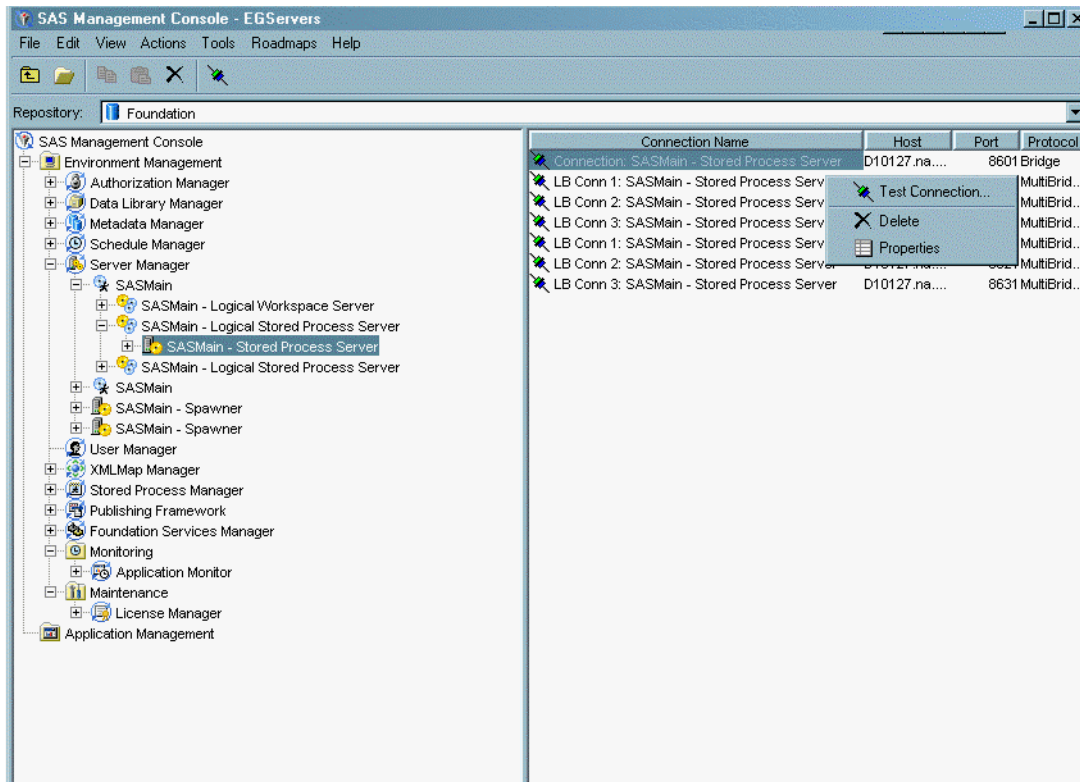 SAS Management Console - EGServers
File Edit View Actions Tools Roadmaps Help
Repository: Foundation
SAS Management Console
Environment Management
Authorization Manager
Data Library Manager
Metadata Manager
Schedule Manager
Server Manager
SASMain
SASMain - Logical Workspace Server
SASMain - Logical Stored Process Server
SASMain - Stored Process Server
SASMain - Logical Stored Process Server
SASMain
SASMain - Spawner
SASMain - Spawner
User Manager
XMLMap Manager
Stored Process Manager
Publishing Framework
Foundation Services Manager
Monitoring
Application Monitor
Maintenance
License Manager
Application Management
Connection Name Host Port Protocol
Connection: SASMain - Stored Process Server D10127.na.... 8601 Bridge
LB Conn 1: SASMain - Stored Process Serv MultiBrid...
LB Conn 2: SASMain - Stored Process Serv MultiBrid...
LB Conn 3: SASMain - Stored Process Serv MultiBrid...
LB Conn 1: SASMain - Stored Process Serv MultiBrid...
LB Conn 2: SASMain - Stored Process Server MultiBrid...
LB Conn 3: SASMain - Stored Process Server D10127.na.... 8631 MultiBrid...
Test Connection...
Delete
Properties